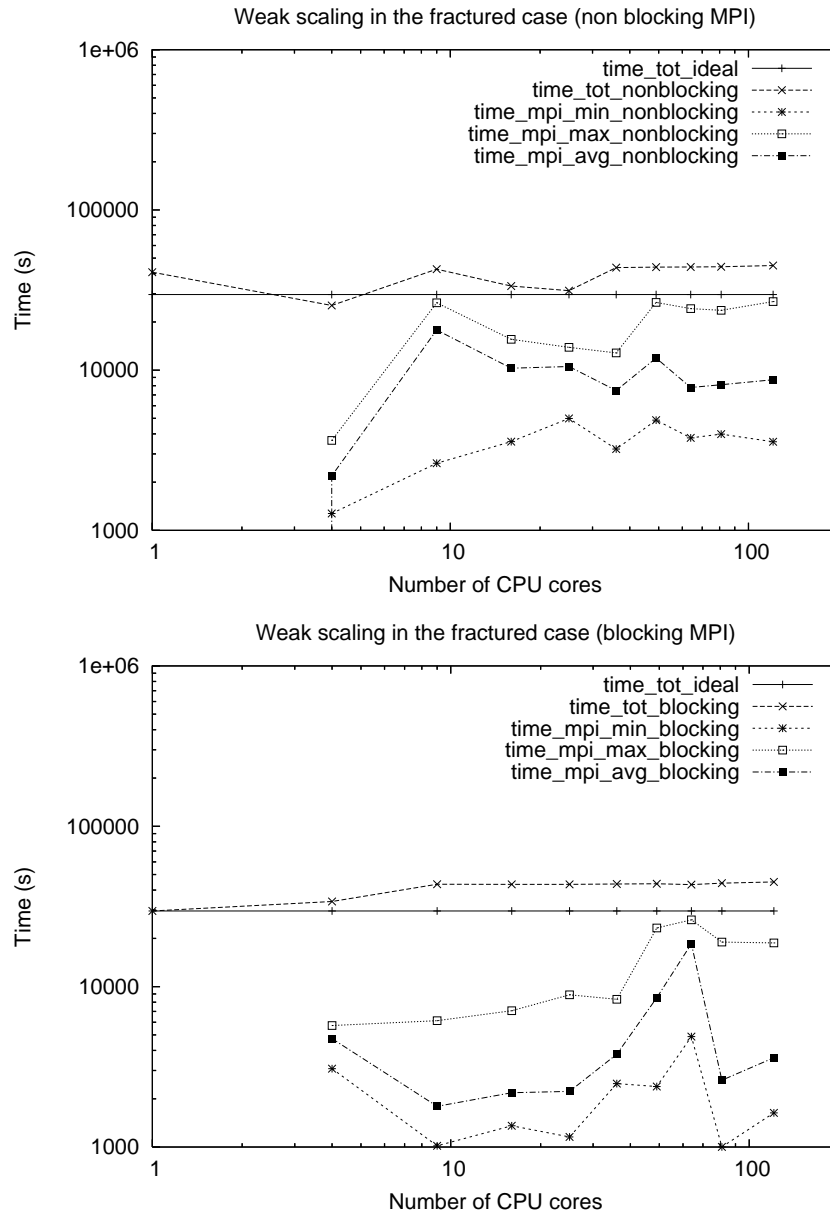 Weak scaling in the fractured case (non blocking MPI)
1e+06
100000
10000
1000
Time (s)
time_tot_ideal
time_tot_nonblocking
time_mpi_min_nonblocking
time_mpi_max_nonblocking
time_mpi_avg_nonblocking
1 10 100
Number of CPU cores
Weak scaling in the fractured case (blocking MPI)
1e+06
100000
10000
1000
Time (s)
time_tot_ideal
time_tot_blocking
time_mpi_min_blocking
time_mpi_max_blocking
time_mpi_avg_blocking
1 10 100
Number of CPU cores